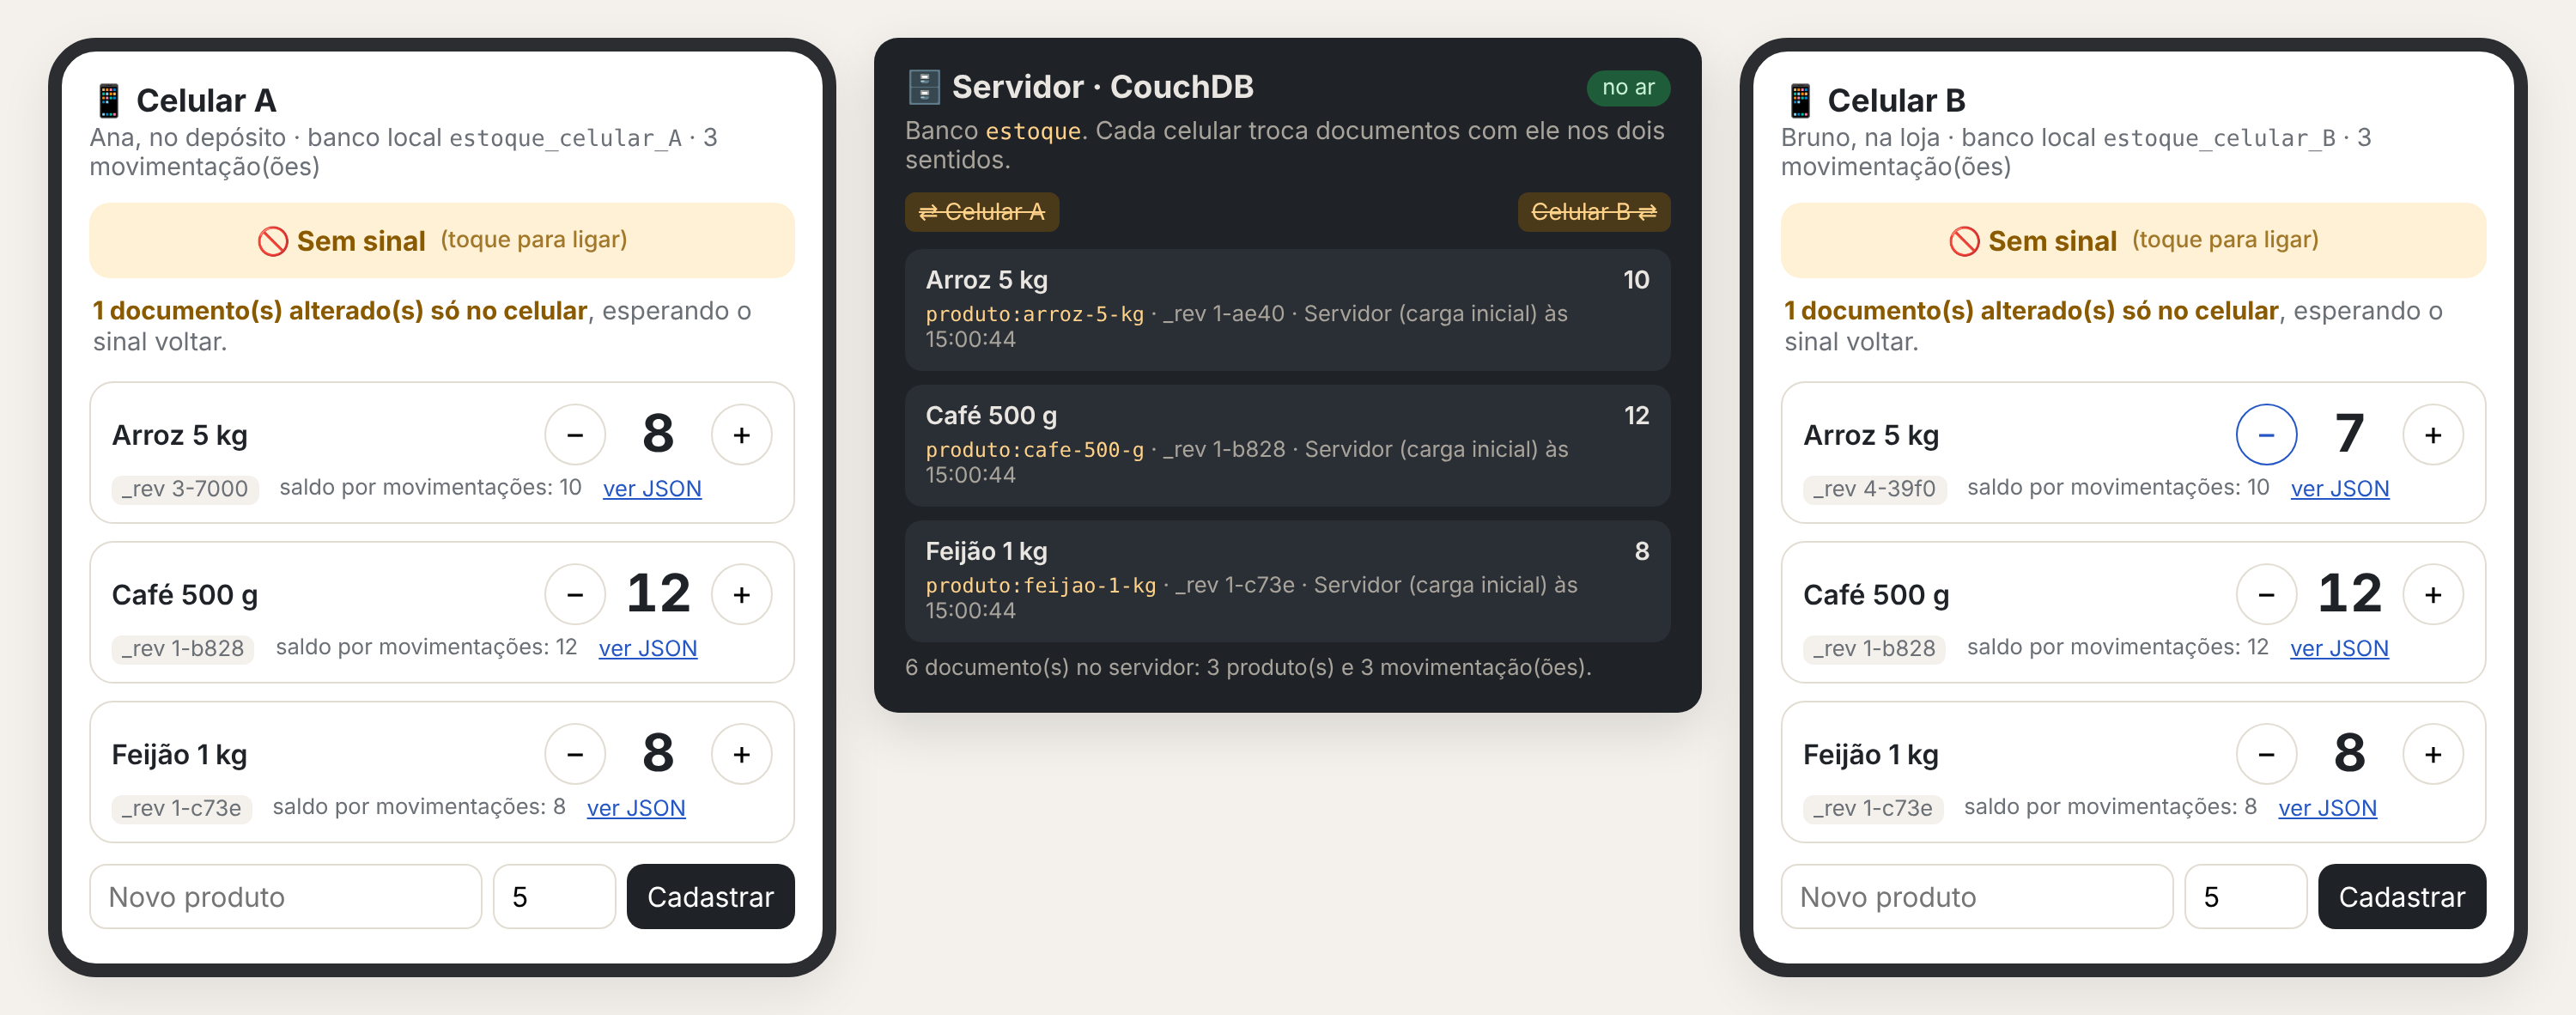 📱 Celular A
Ana, no depósito · banco local estoque_celular_A · 3
movimentação(ões)
🚫 Sem sinal (toque para ligar)
1 documento(s) alterado(s) só no celular, esperando o
sinal voltar.
Arroz 5 kg − 8 +
_rev 3-7000 saldo por movimentações: 10 ver JSON
Café 500 g − 12 +
_rev 1-b828 saldo por movimentações: 12 ver JSON
Feijão 1 kg − 8 +
_rev 1-c73e saldo por movimentações: 8 ver JSON
Novo produto 5 Cadastrar
🗄️ Servidor · CouchDB no ar
Banco estoque. Cada celular troca documentos com ele nos dois
sentidos.
⇄ Celular A Celular B ⇄
Arroz 5 kg 10
produto:arroz-5-kg · _rev 1-ae40 · Servidor (carga inicial) às
15:00:44
Café 500 g 12
produto:cafe-500-g · _rev 1-b828 · Servidor (carga inicial) às
15:00:44
Feijão 1 kg 8
produto:feijao-1-kg · _rev 1-c73e · Servidor (carga inicial) às
15:00:44
6 documento(s) no servidor: 3 produto(s) e 3 movimentação(ões).
📱 Celular B
Bruno, na loja · banco local estoque_celular_B · 3
movimentação(ões)
🚫 Sem sinal (toque para ligar)
1 documento(s) alterado(s) só no celular, esperando o
sinal voltar.
Arroz 5 kg − 7 +
_rev 4-39f0 saldo por movimentações: 10 ver JSON
Café 500 g − 12 +
_rev 1-b828 saldo por movimentações: 12 ver JSON
Feijão 1 kg − 8 +
_rev 1-c73e saldo por movimentações: 8 ver JSON
Novo produto 5 Cadastrar